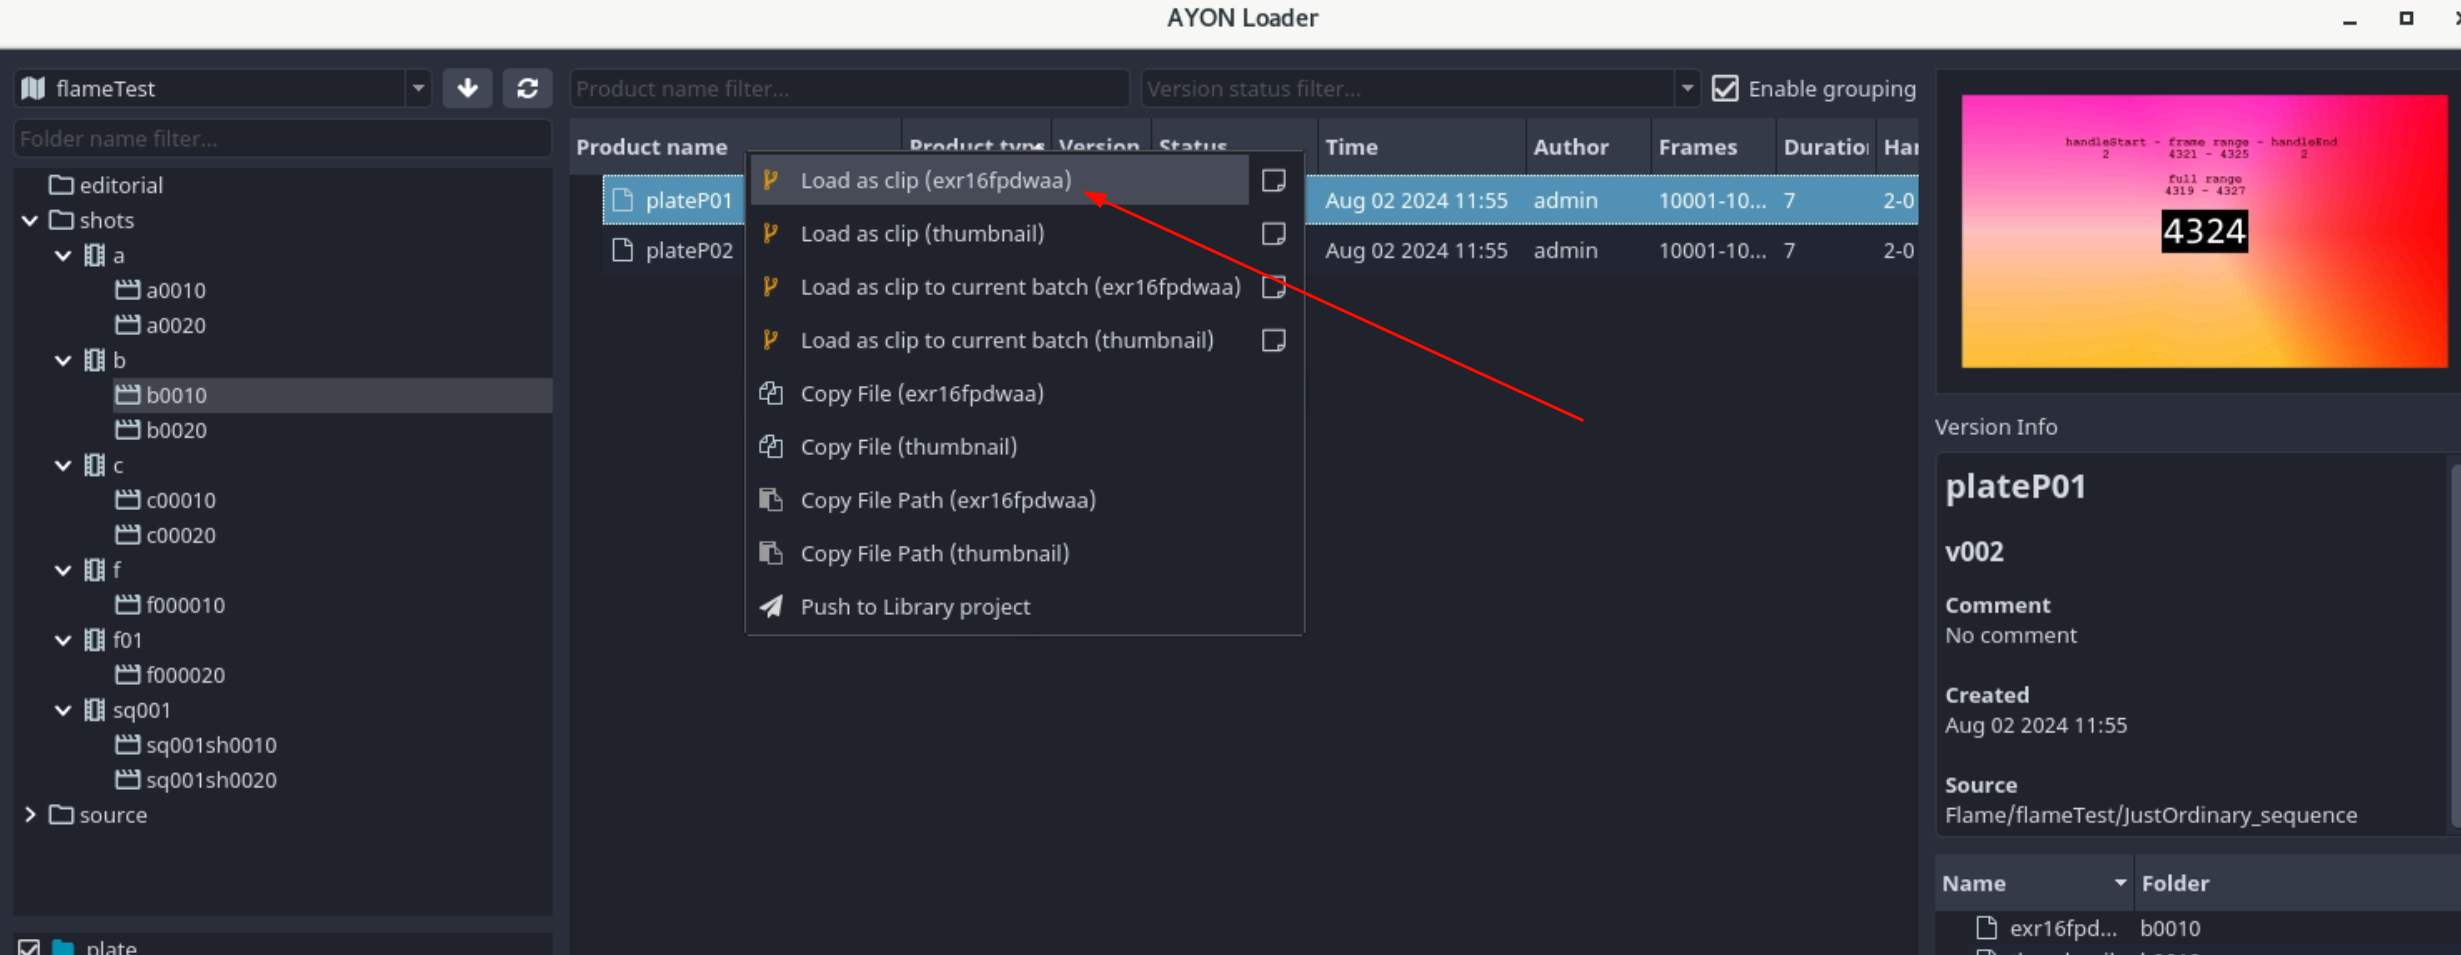 AYON Loader
flameTest
Product name filter...
Version status filter...
Enable grouping
Folder name filter...
editorial
shots
a
a0010
a0020
b
b0010
b0020
c
c00010
c00020
f
f000010
f01
f000020
sq001
sq001sh0010
sq001sh0020
source
plate
Product name Product type Version Status Time Author Frames Duratio Har
plateP01 Aug 02 2024 11:55 admin 10001-10... 7 2-0
plateP02 Aug 02 2024 11:55 admin 10001-10... 7 2-0
Load as clip (exr16fpdwaa)
Load as clip (thumbnail)
Load as clip to current batch (exr16fpdwaa)
Load as clip to current batch (thumbnail)
Copy File (exr16fpdwaa)
Copy File (thumbnail)
Copy File Path (exr16fpdwaa)
Copy File Path (thumbnail)
Push to Library project
handleStart - frame range - handleEnd
2 4321 - 4325 2
full range
4319 - 4327
4324
Version Info
plateP01
v002
Comment
No comment
Created
Aug 02 2024 11:55
Source
Flame/flameTest/JustOrdinary_sequence
Name Folder
exr16fpd... b0010